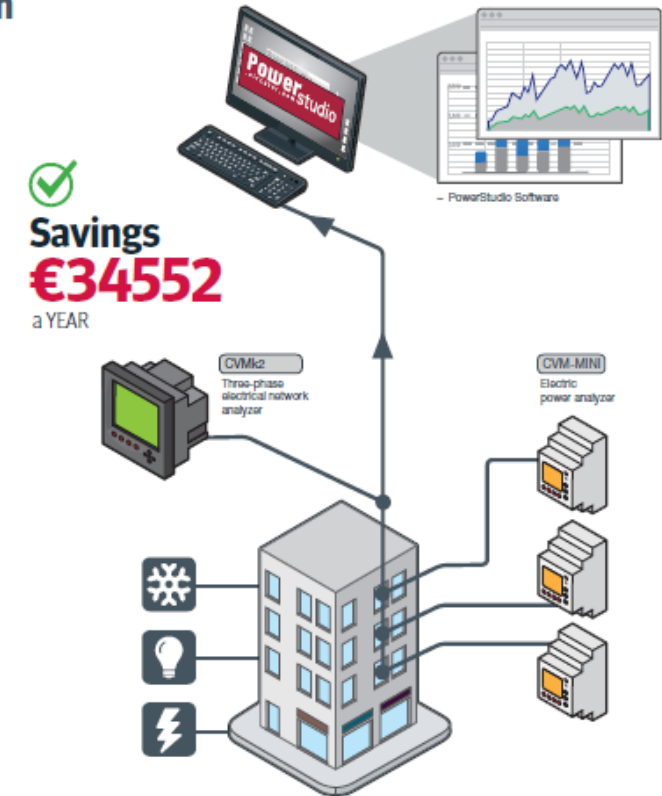 n
Power studio
Savings
€34552
a YEAR
– PowerStudio Software
CVMk2
Three-phase
electrical network
analyzer
CVM-MINI
Electric
power analyzer